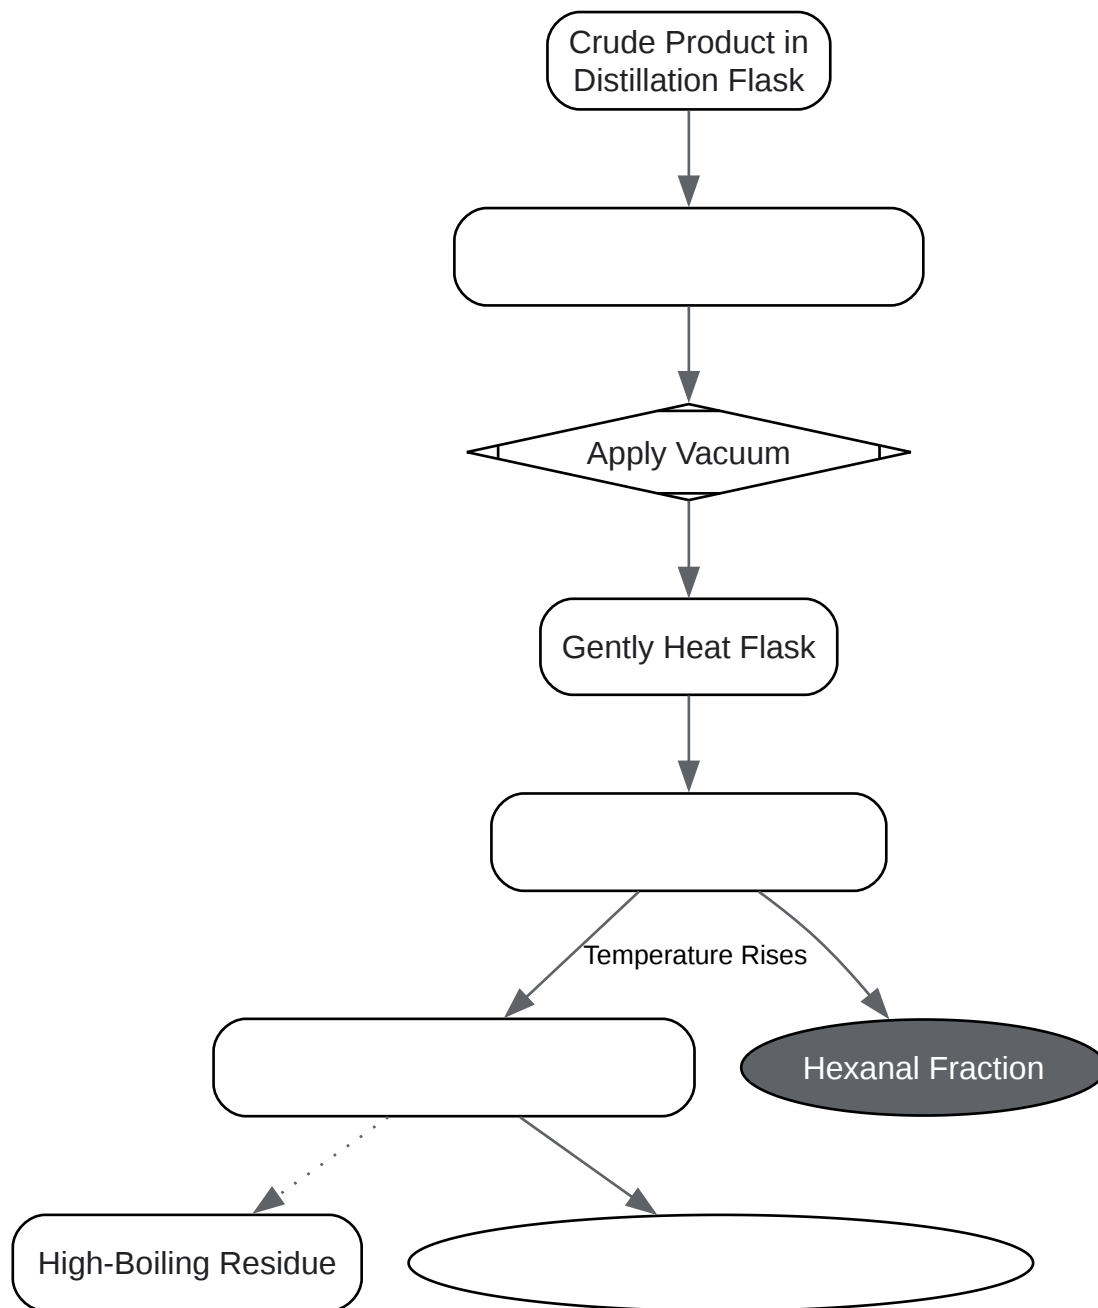 Crude Product in
Distillation Flask
Apply Vacuum
Gently Heat Flask
Temperature Rises
Hexanal Fraction
High-Boiling Residue